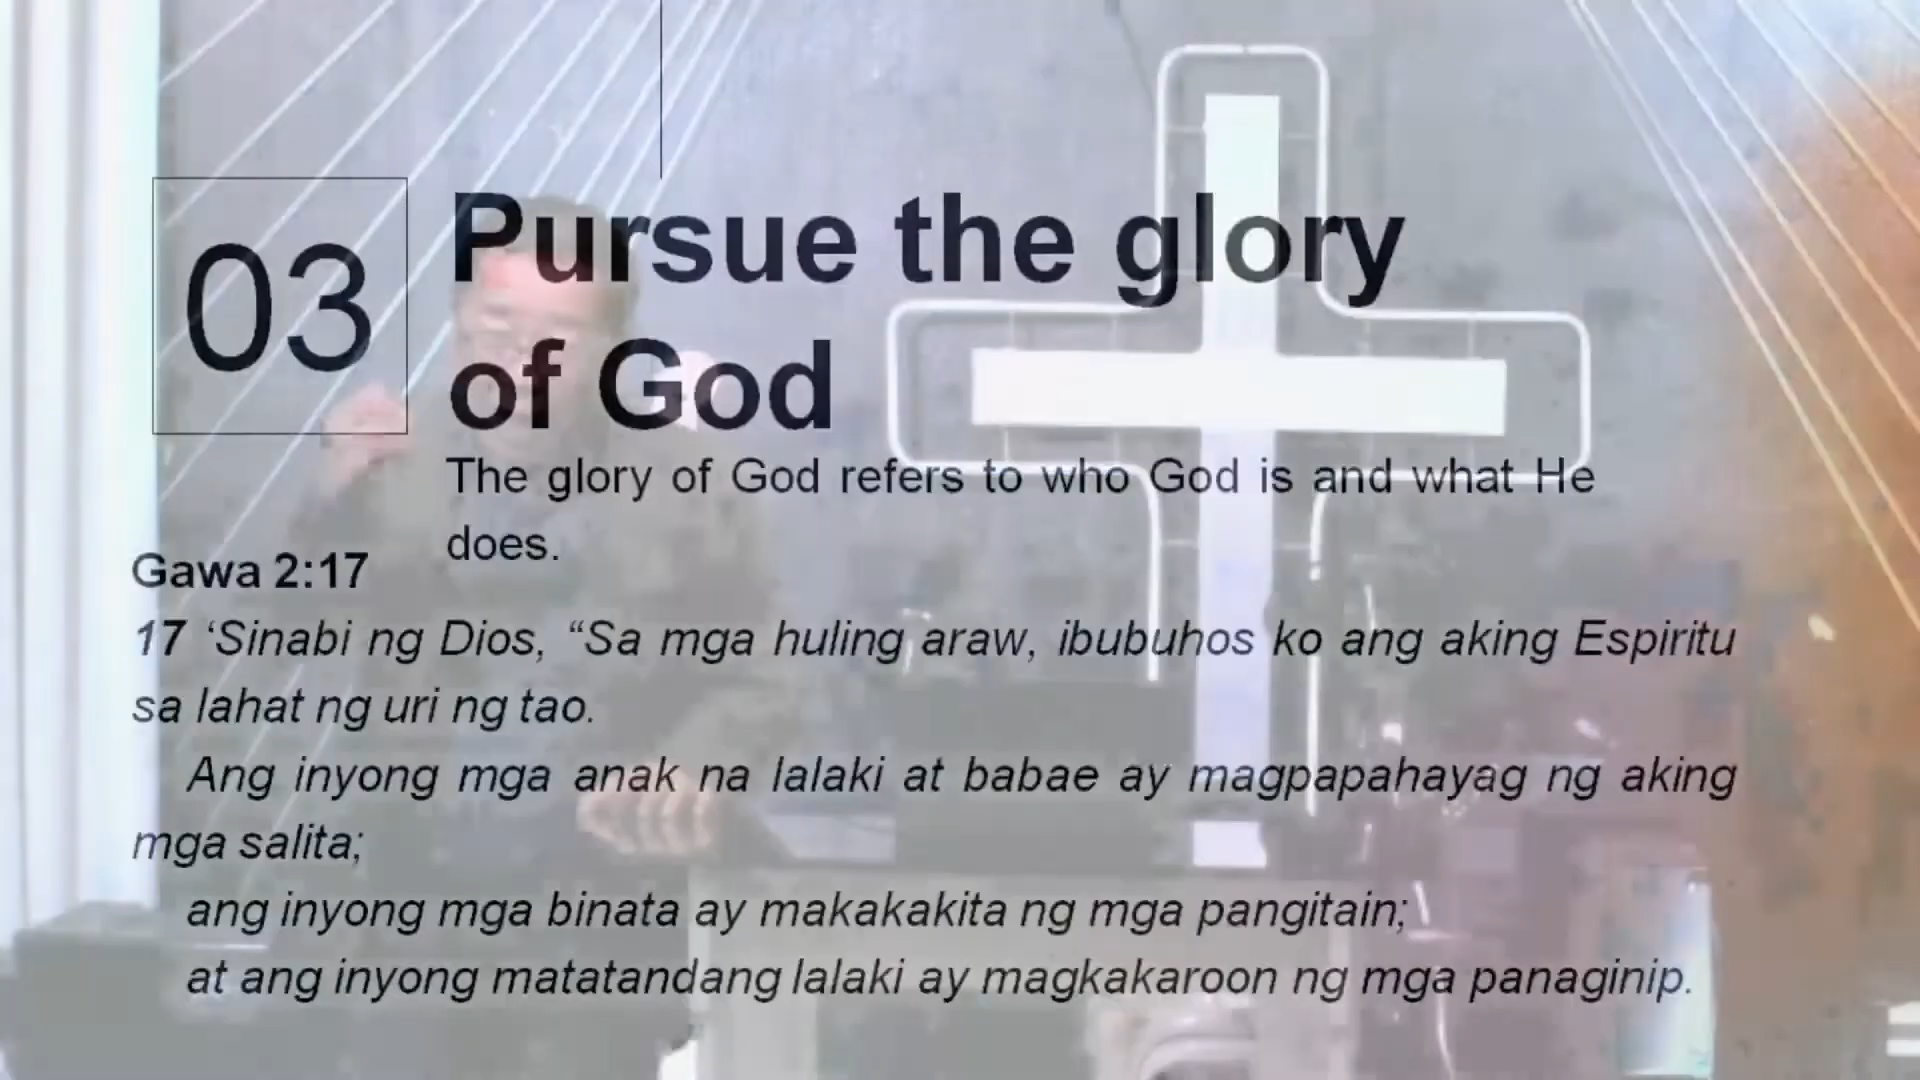 03
Pursue the glory
of God
The glory of God refers to who God is and what He
does.
Gawa 2:17
17 ‘Sinabi ng Dios, “Sa mga huling araw, ibubuhos ko ang aking Espiritu
sa lahat ng uri ng tao.
Ang inyong mga anak na lalaki at babae ay magpapahayag ng aking
mga salita;
ang inyong mga binata ay makakakita ng mga pangitain;
at ang inyong matatandang lalaki ay magkakaroon ng mga panaginip.